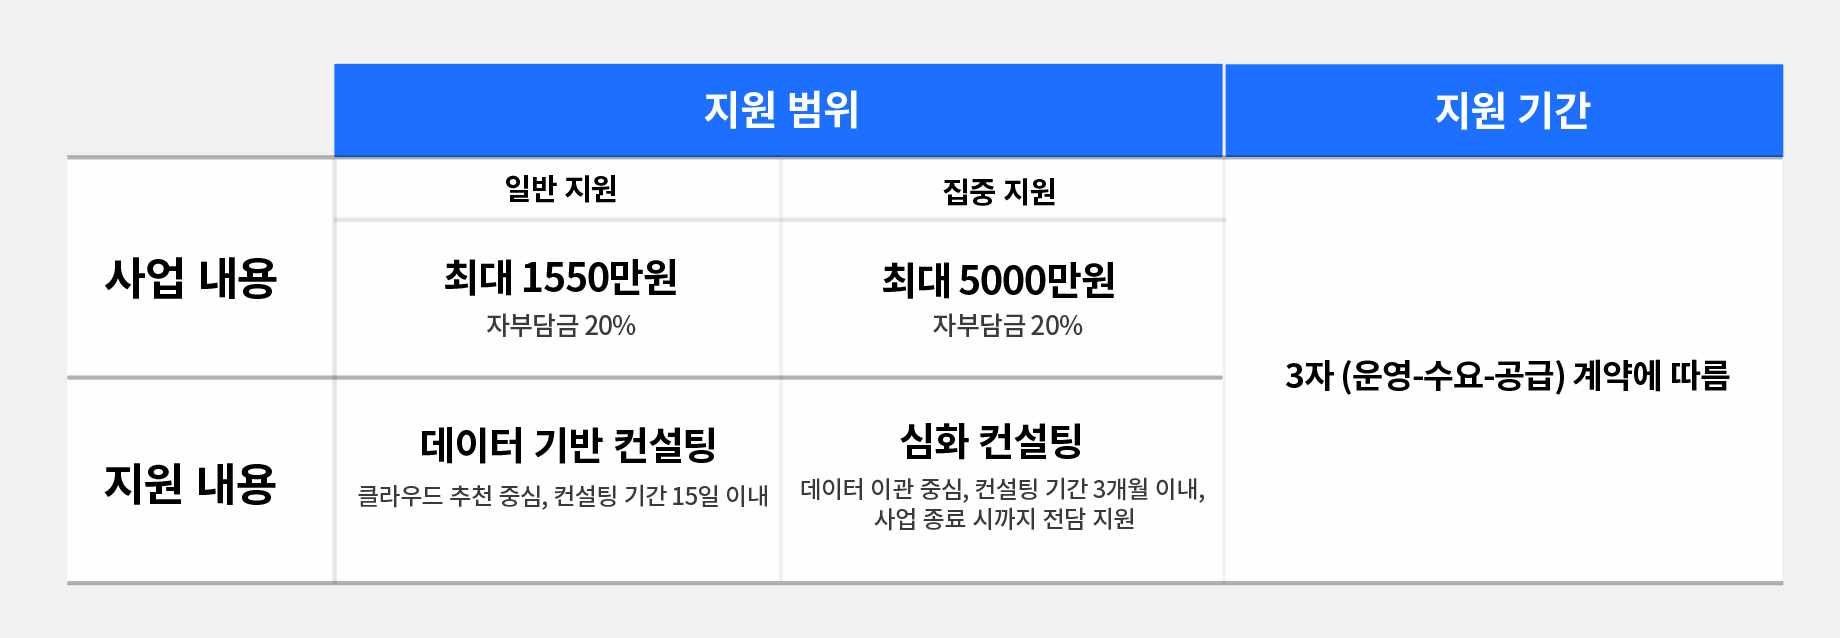 지원 범위
지원 기간
일반 지원
집중 지원
사업 내용
최대 1550만원
자부담금 20%
최대 5000만원
자부담금 20%
3자 (운영-수요-공급) 계약에 따름
지원 내용
데이터 기반 컨설팅
클라우드 추천 중심, 컨설팅 기간 15일 이내
심화 컨설팅
데이터 이관 중심, 컨설팅 기간 3개월 이내,
사업 종료 시까지 전담 지원